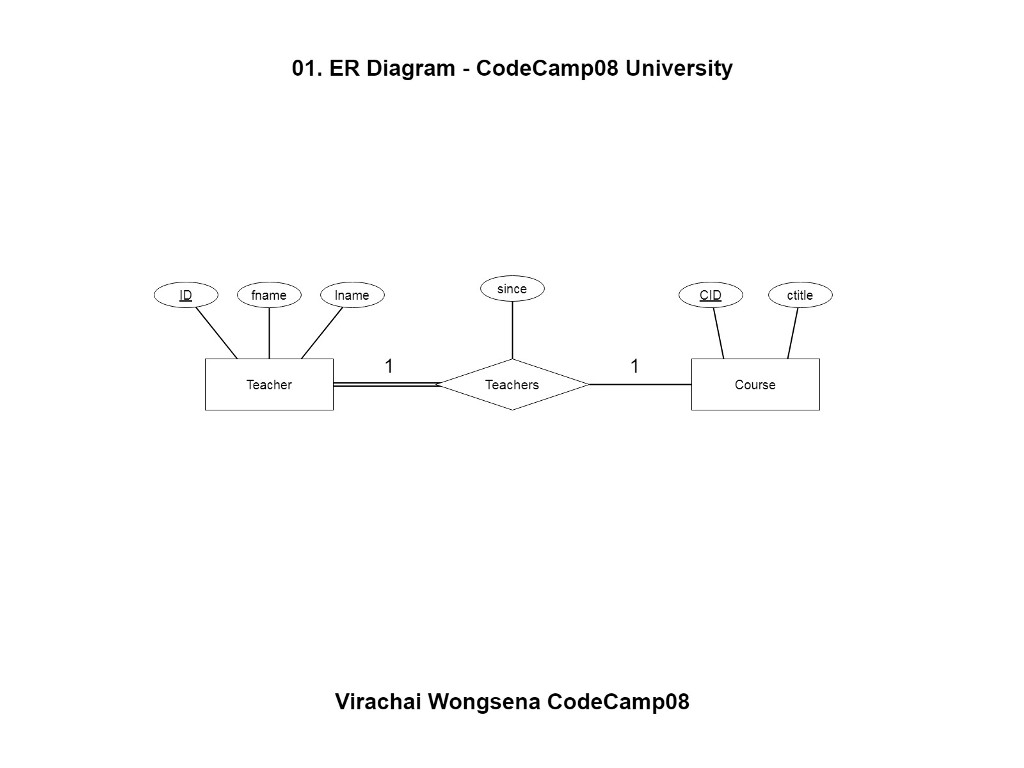 01. ER Diagram - CodeCamp08 University
ID fname lname since CID ctitle
1 1
Teacher Teachers Course
Virachai Wongsena CodeCamp08